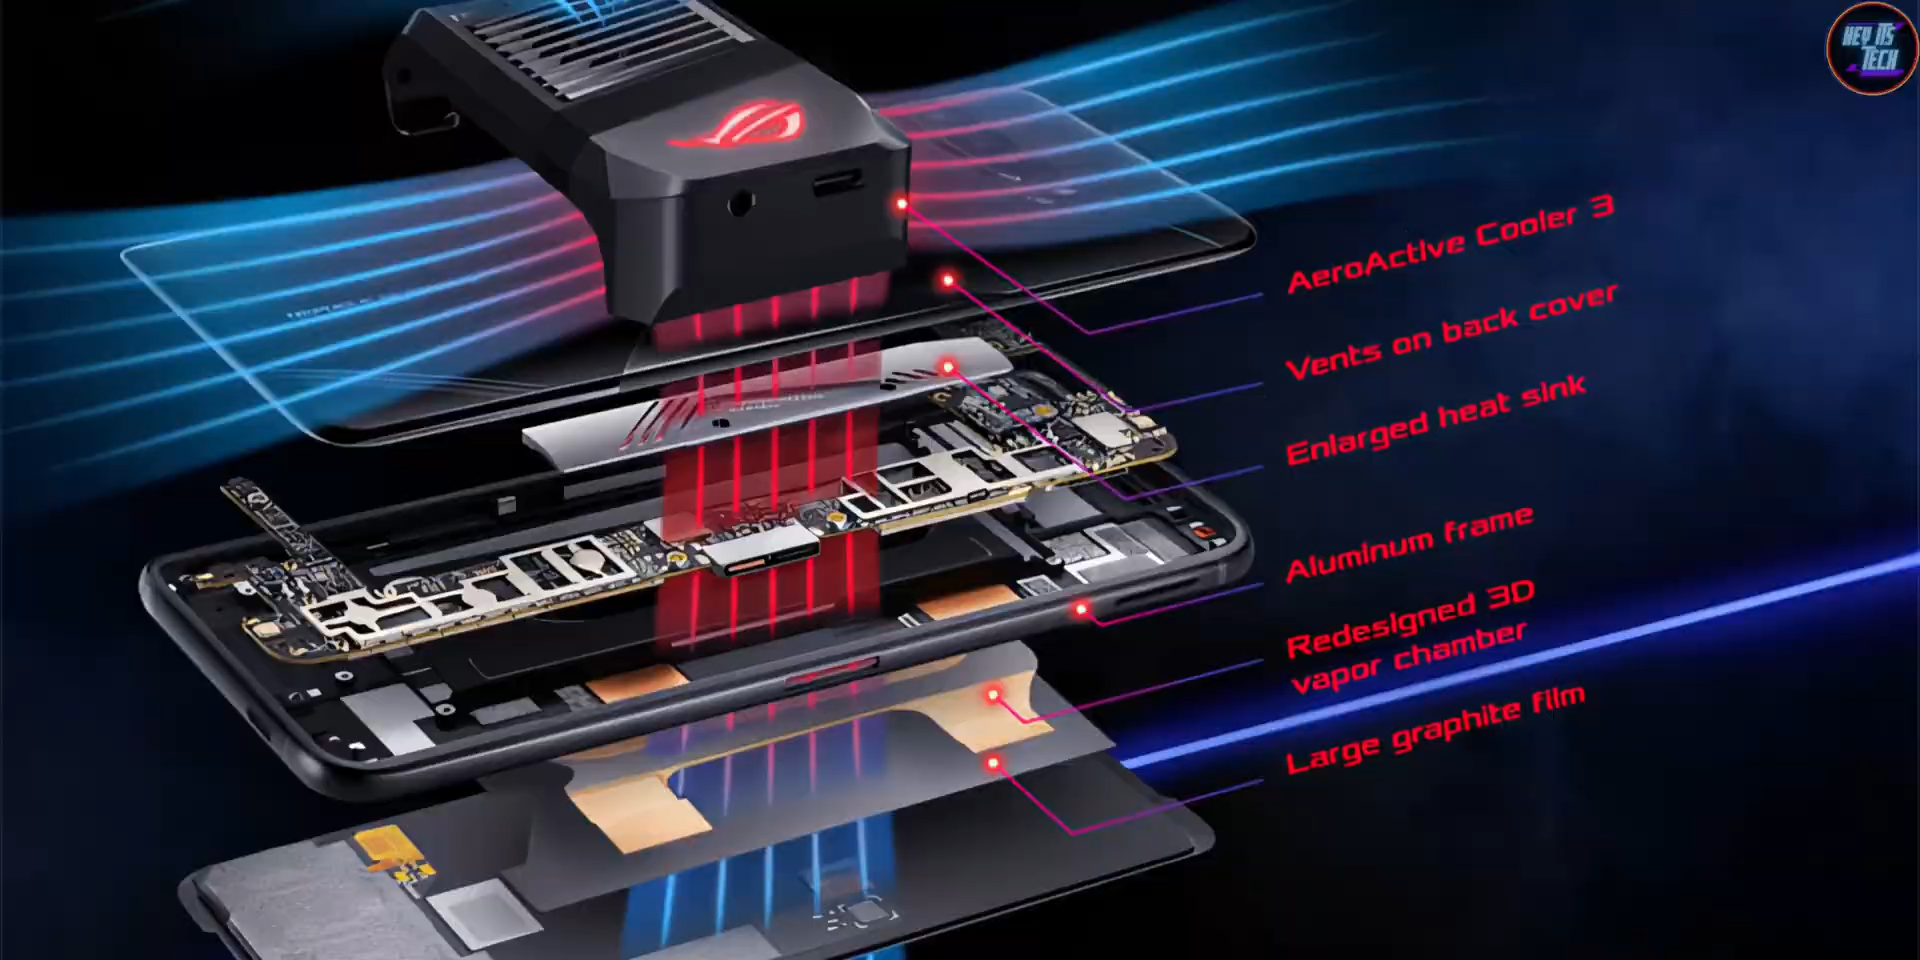 HEY ITS
TECH
AeroActive Cooler 3
Vents on back cover
Enlarged heat sink
Aluminum frame
Redesigned 3D
vapor chamber
Large graphite film